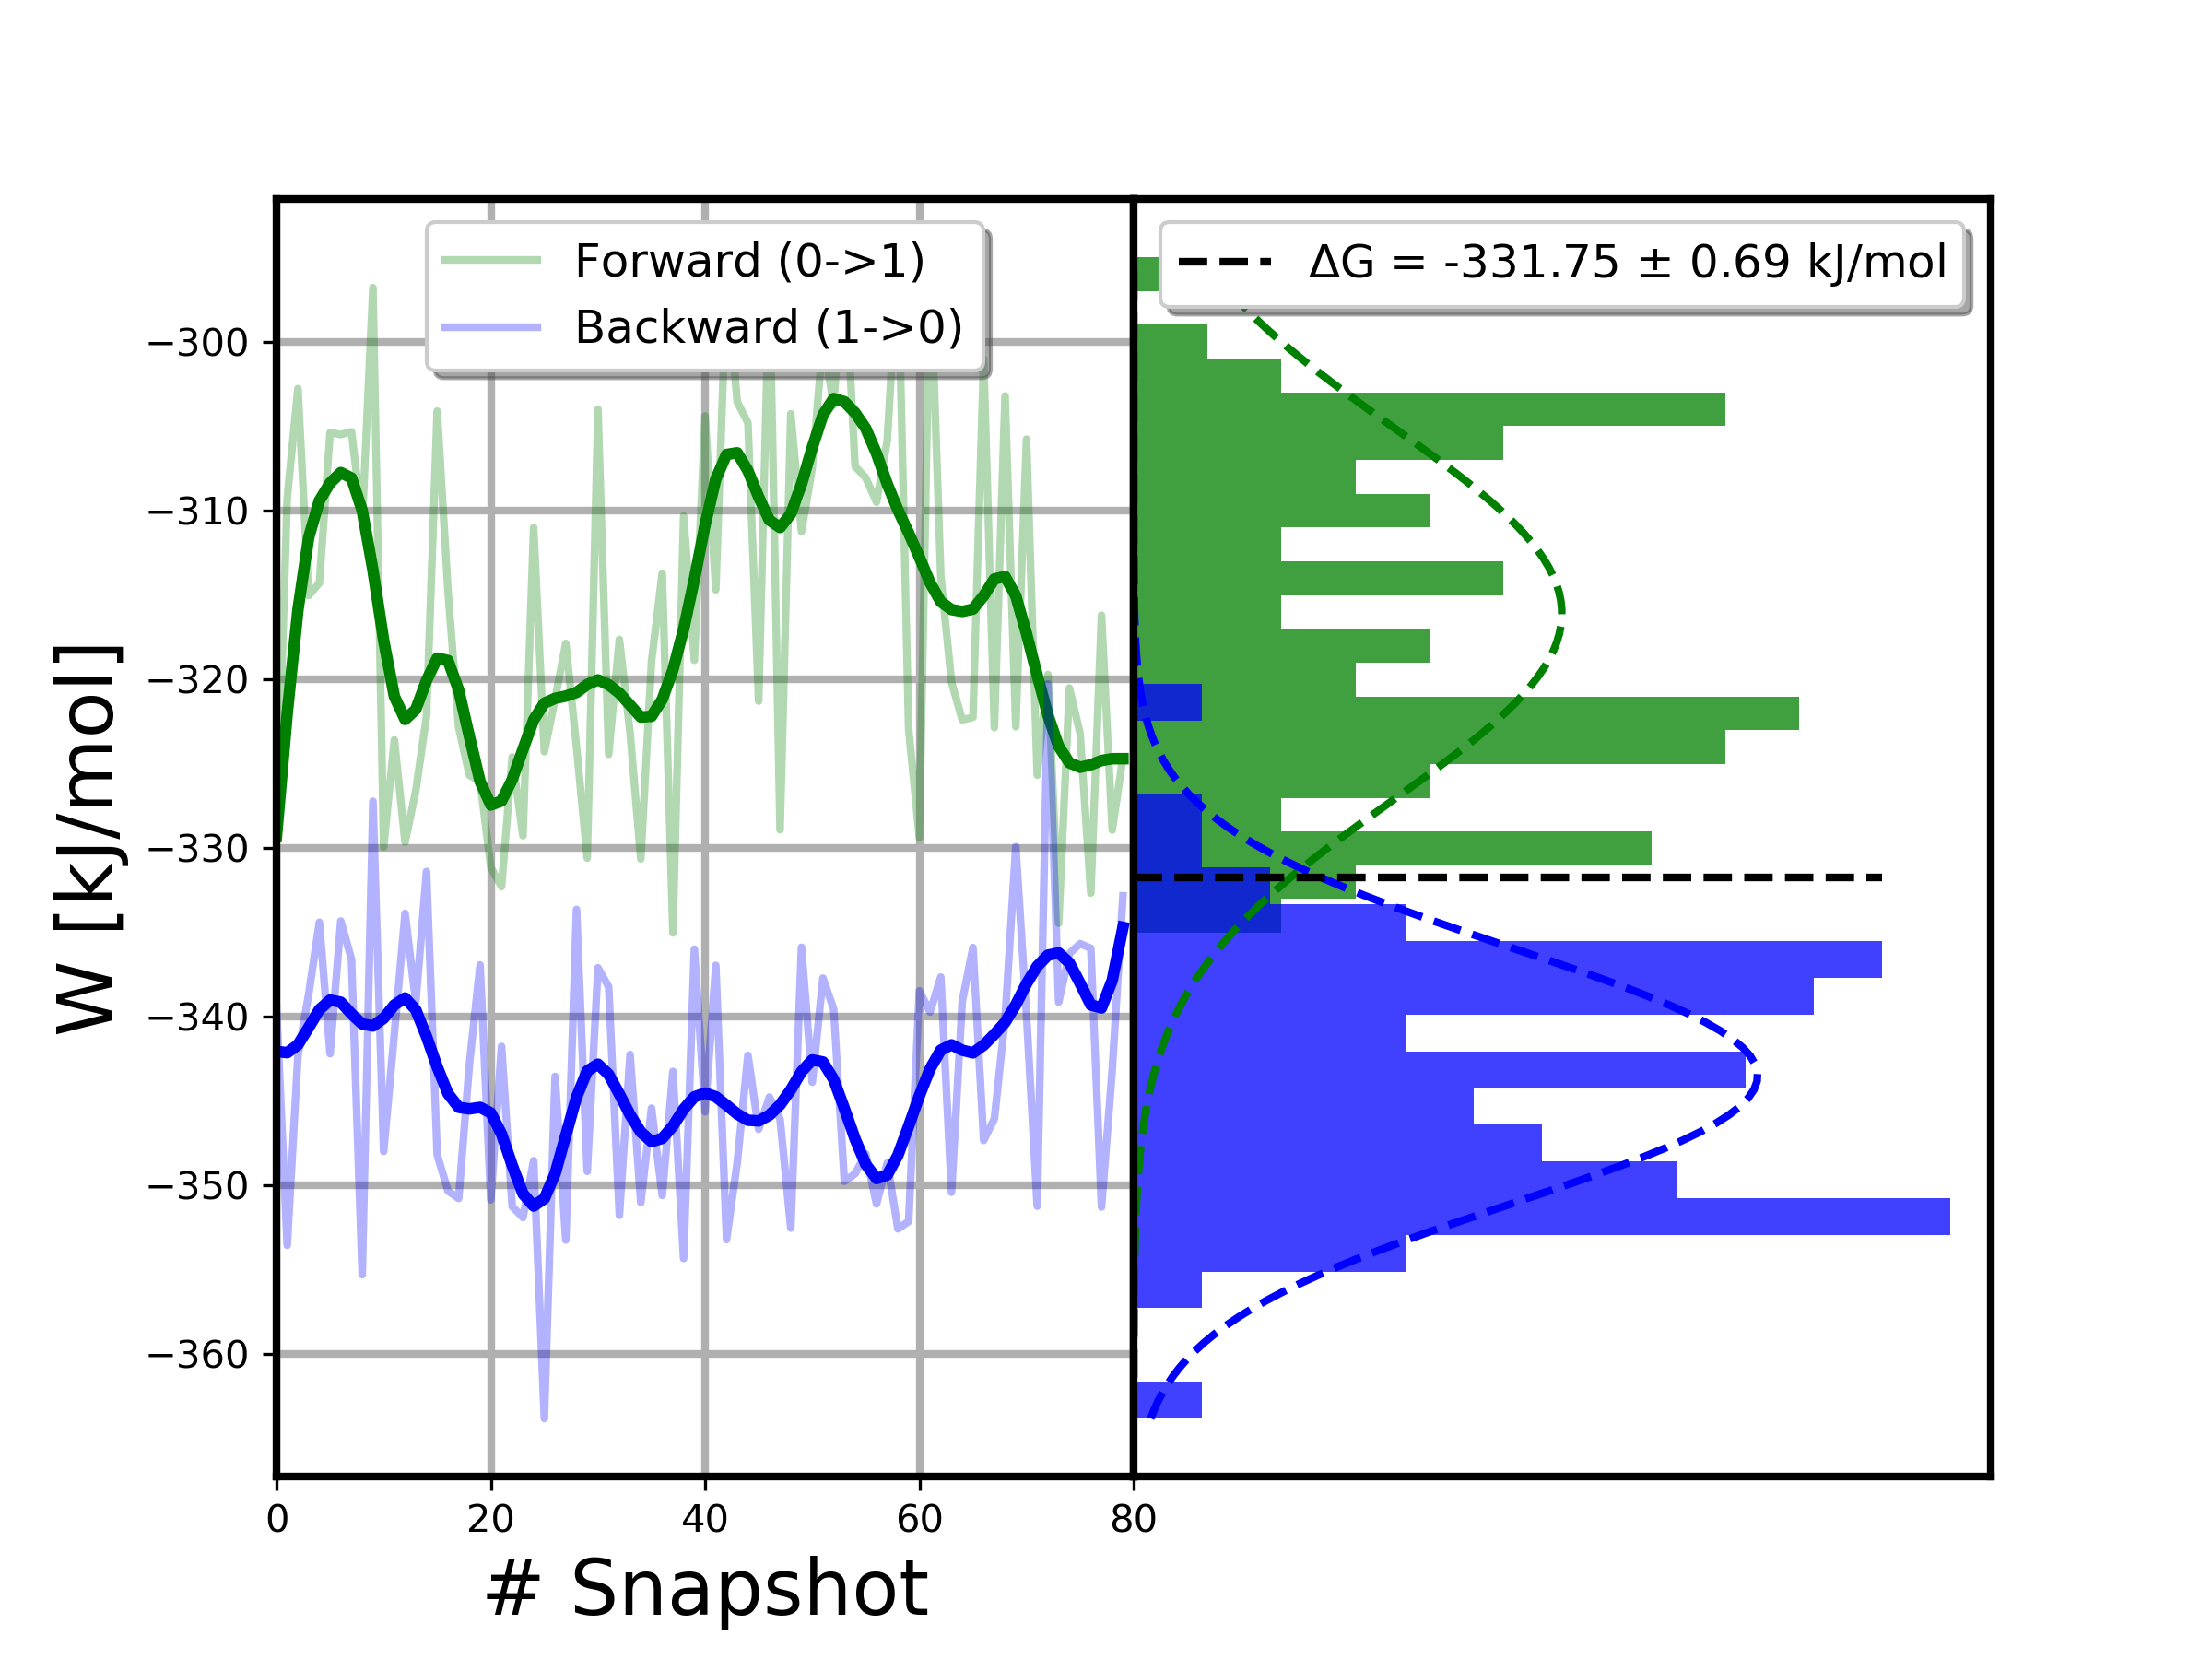 Forward (0->1)
Backward (1->0)
ΔG = -331.75 ± 0.69 kJ/mol
W [kJ/mol]
−300
−310
−320
−330
−340
−350
−360
0 20 40 60 80
# Snapshot